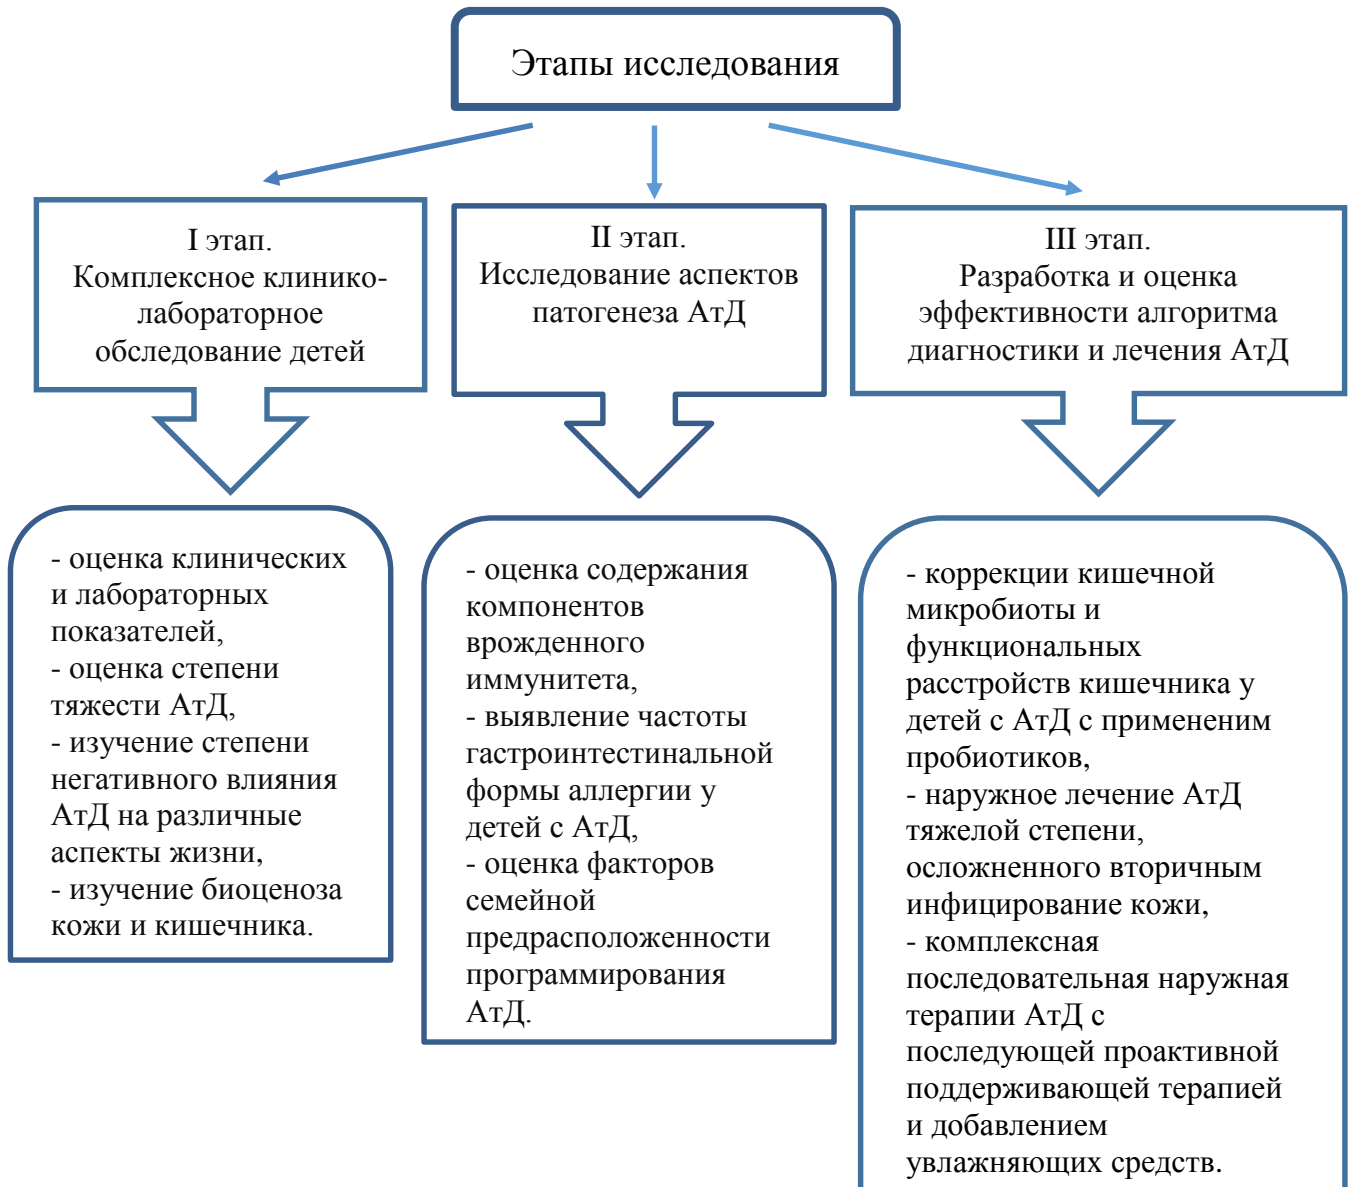 Этапы исследования
I этап.
Комплексное клинико-
лабораторное
обследование детей
II этап.
Исследование аспектов
патогенеза АтД
III этап.
Разработка и оценка
эффективности алгоритма
диагностики и лечения АтД
- оценка клинических
и лабораторных
показателей,
- оценка степени
тяжести АтД,
- изучение степени
негативного влияния
АтД на различные
аспекты жизни,
- изучение биоценоза
кожи и кишечника.
- оценка содержания
компонентов
врожденного
иммунитета,
- выявление частоты
гастроинтестинальной
формы аллергии у
детей с АтД,
- оценка факторов
семейной
предрасположенности
программирования
АтД.
- коррекции кишечной
микробиоты и
функциональных
расстройств кишечника у
детей с АтД с примененим
пробиотиков,
- наружное лечение АтД
тяжелой степени,
осложненного вторичным
инфицирование кожи,
- комплексная
последовательная наружная
терапии АтД с
последующей проактивной
поддерживающей терапией
и добавлением
увлажняющих средств.